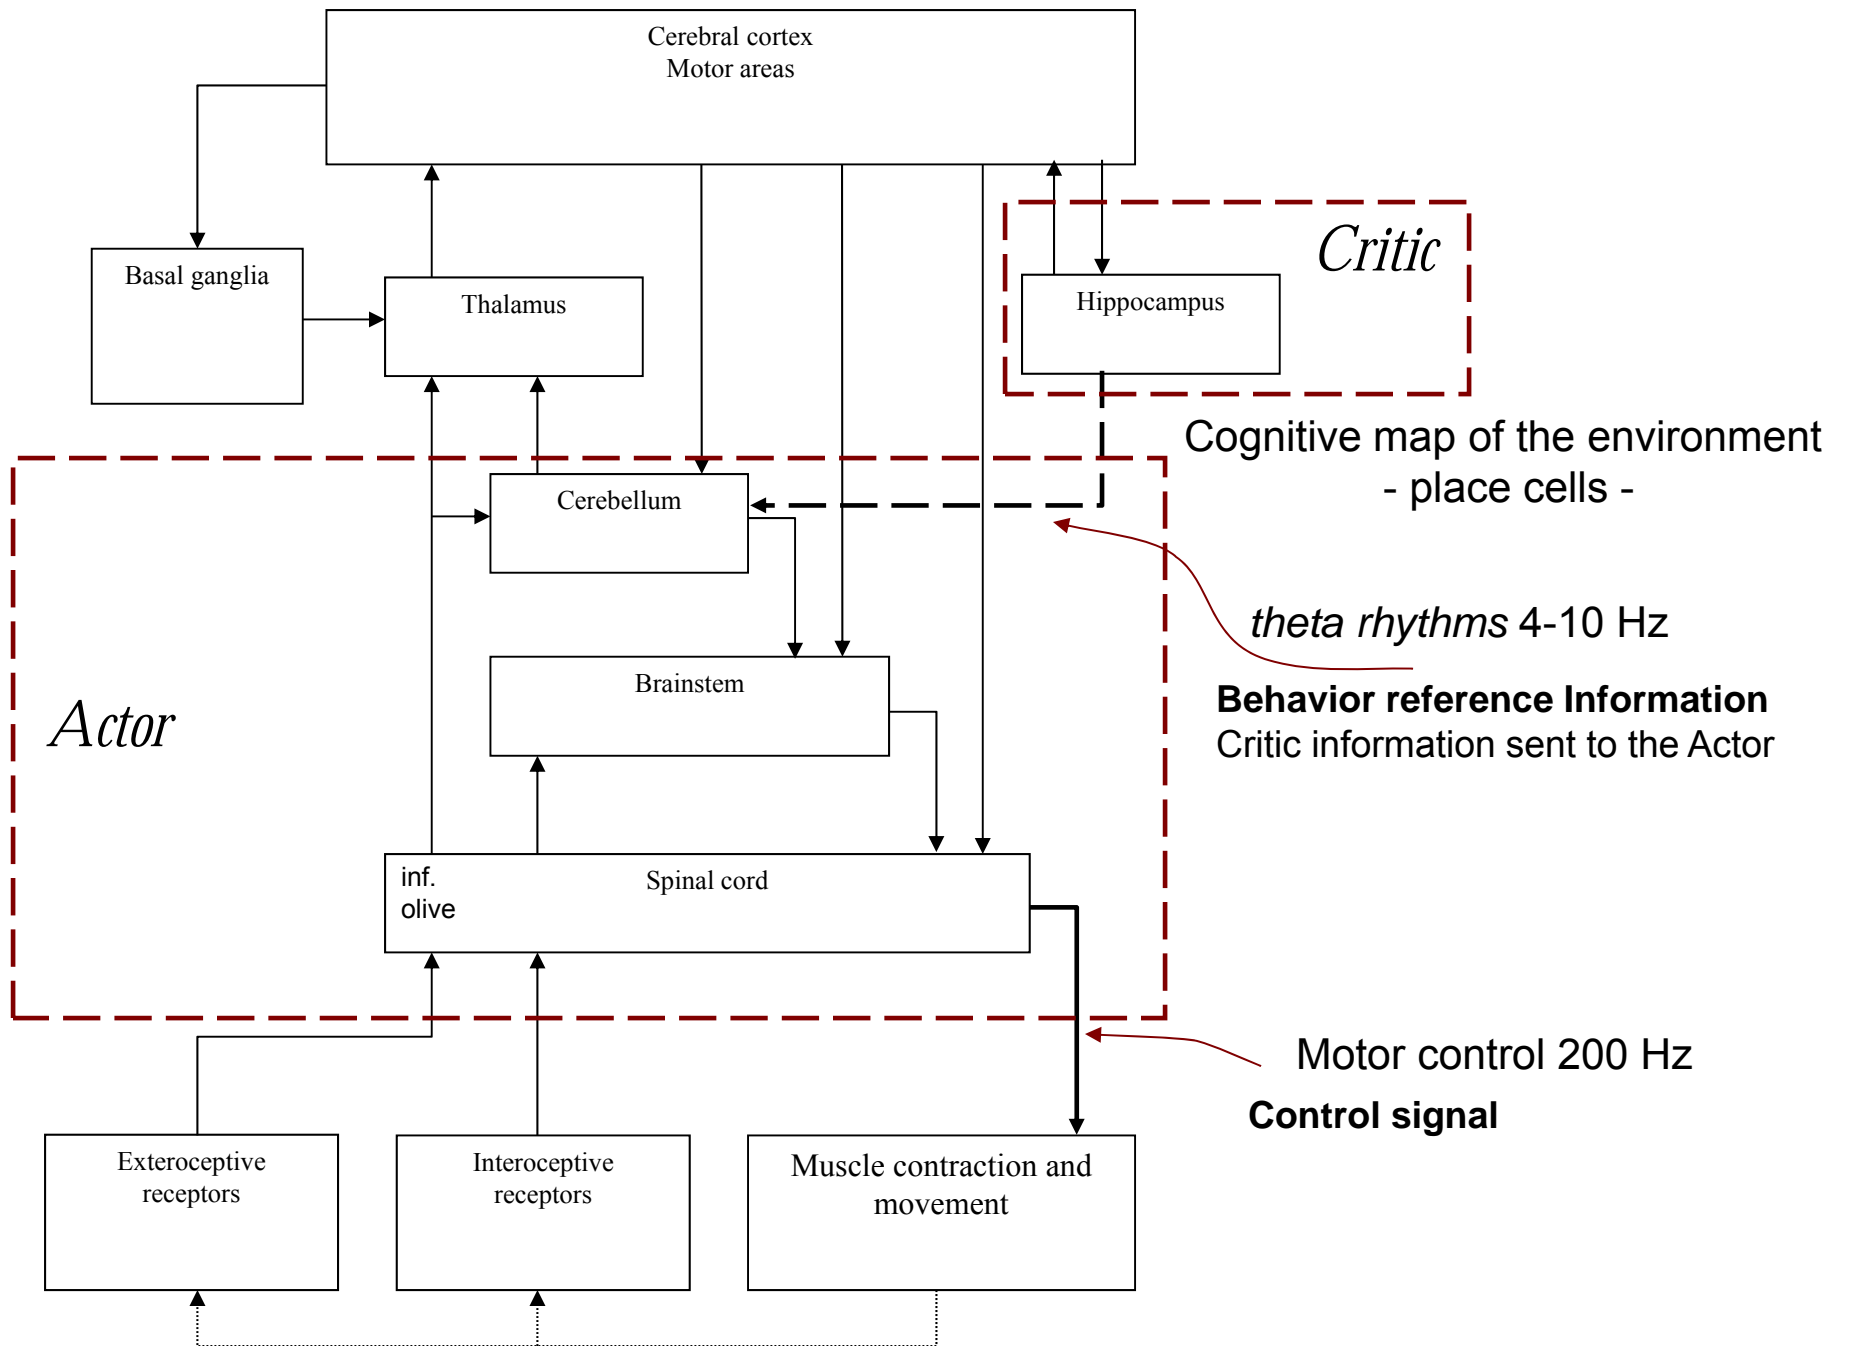 Cerebral cortex
Motor areas
Critic
Basal ganglia
Thalamus
Hippocampus
Cognitive map of the environment
- place cells -
Cerebellum
theta rhythms 4-10 Hz
Brainstem
Behavior reference Information
Critic information sent to the Actor
Actor
inf.
olive
Spinal cord
Motor control 200 Hz
Control signal
Exteroceptive
receptors
Interoceptive
receptors
Muscle contraction and
movement